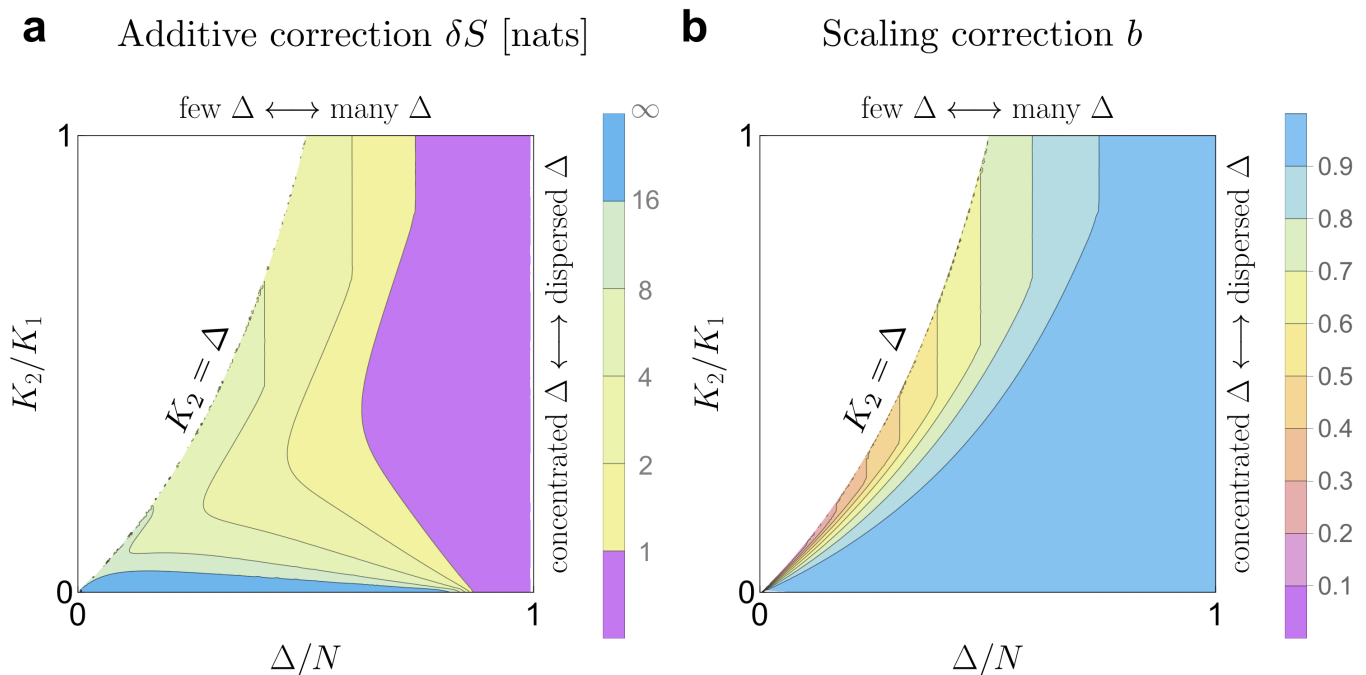 a Additive correction δS [nats]
few Δ ⟷ many Δ
1
K₂/K₁
K₂ = Δ
0
0
1
Δ/N
concentrated Δ ⟷ dispersed Δ
∞
16
8
4
2
1
b Scaling correction b
few Δ ⟷ many Δ
1
K₂/K₁
K₂ = Δ
0
0
1
Δ/N
concentrated Δ ⟷ dispersed Δ
0.9
0.8
0.7
0.6
0.5
0.4
0.3
0.2
0.1